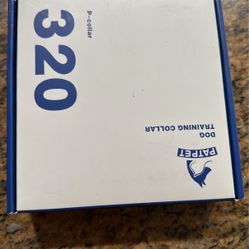 P-collar
320
PATPET
DOG
TRAINING COLLAR